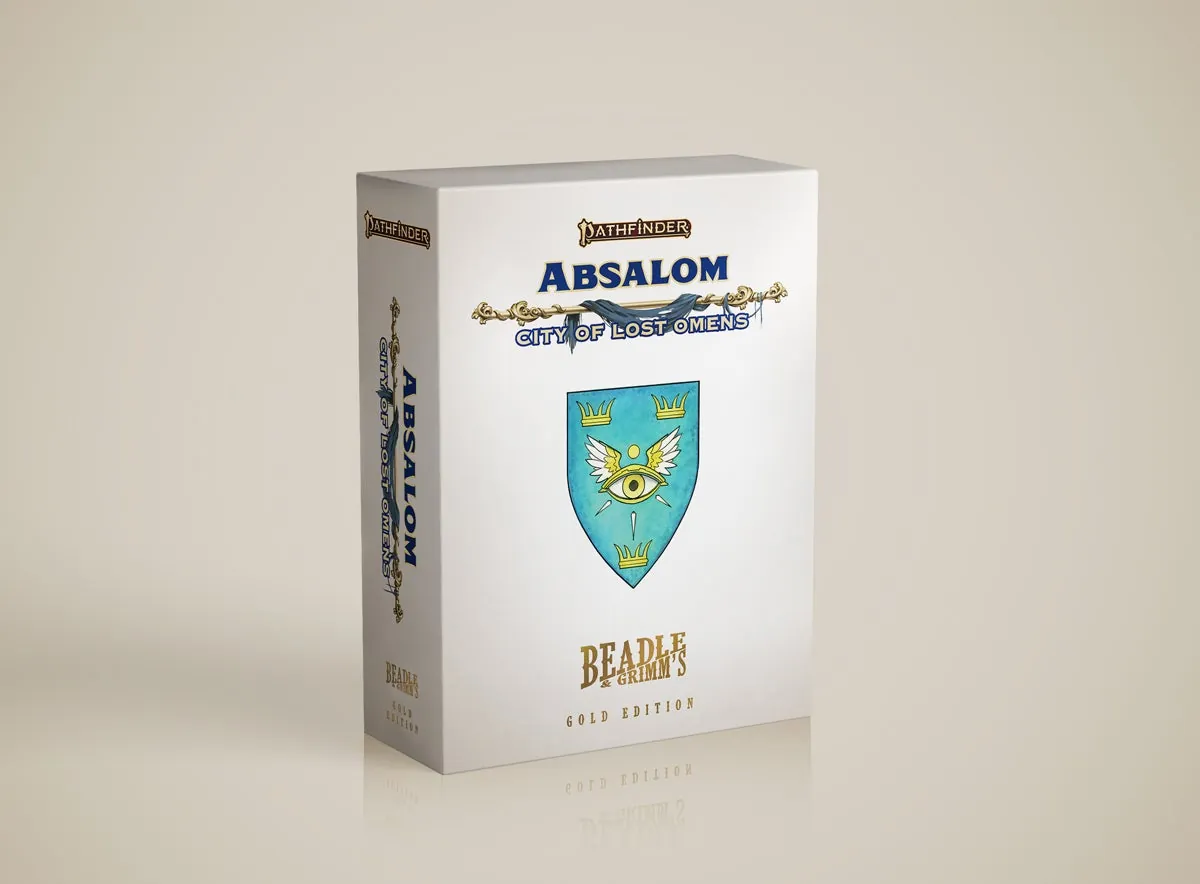 PATHFINDER
ABSALOM
CITY OF LOST OMENS
BEADLE
& GRIMM'S
GOLD EDITION
PATHFINDER
ABSALOM
CITY OF LOST OMENS
BEADLE
& GRIMM'S
GOLD
EDITION